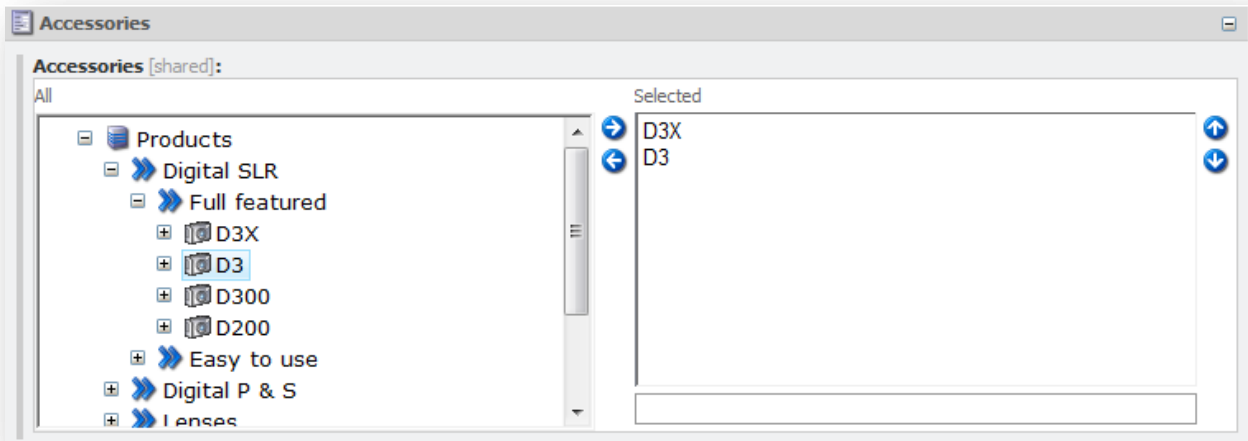 Accessories
Accessories [shared]:
All
Products
Digital SLR
Full featured
D3X
D3
D300
D200
Easy to use
Digital P & S
Lenses
Selected
D3X
D3